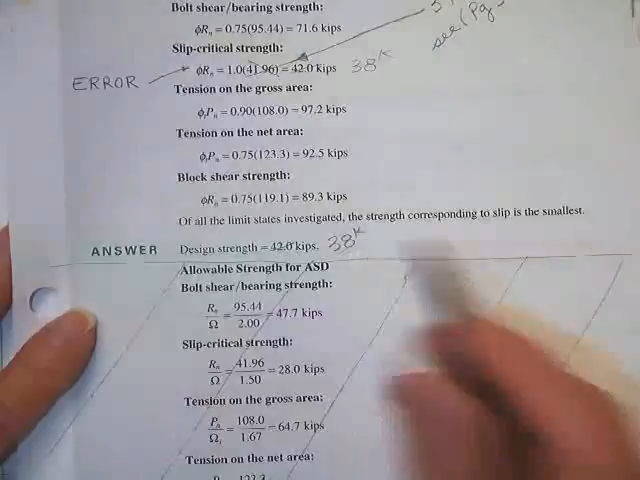 Bolt shear/bearing strength:
ϕRₙ = 0.75(95.44) = 71.6 kips
Slip-critical strength:
ERROR ϕRₙ = 1.0(41.96) = 42.0 kips 38ᴷ
see (Pg
Tension on the gross area:
ϕₜPₙ = 0.90(108.0) = 97.2 kips
Tension on the net area:
ϕₜPₙ = 0.75(123.3) = 92.5 kips
Block shear strength:
ϕRₙ = 0.75(119.1) = 89.3 kips
Of all the limit states investigated, the strength corresponding to slip is the smallest.
ANSWER Design strength = 42.0 kips. 38ᴷ
Allowable Strength for ASD
Bolt shear/bearing strength:
Rₙ/Ω = 95.44/2.00 = 47.7 kips
Slip-critical strength:
Rₙ/Ω = 41.96/1.50 = 28.0 kips
Tension on the gross area:
Pₙ/Ωₜ = 108.0/1.67 = 64.7 kips
Tension on the net area: